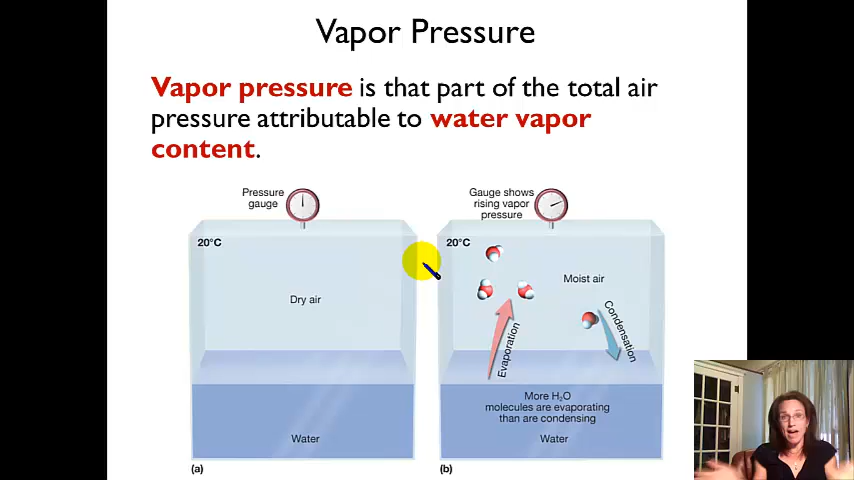 Vapor Pressure
Vapor pressure is that part of the total air
pressure attributable to water vapor
content.
Pressure
gauge
20°C
Dry air
Water
(a)
Gauge shows
rising vapor
pressure
20°C
Moist air
Evaporation
Condensation
More H₂O
molecules are evaporating
than are condensing
Water
(b)